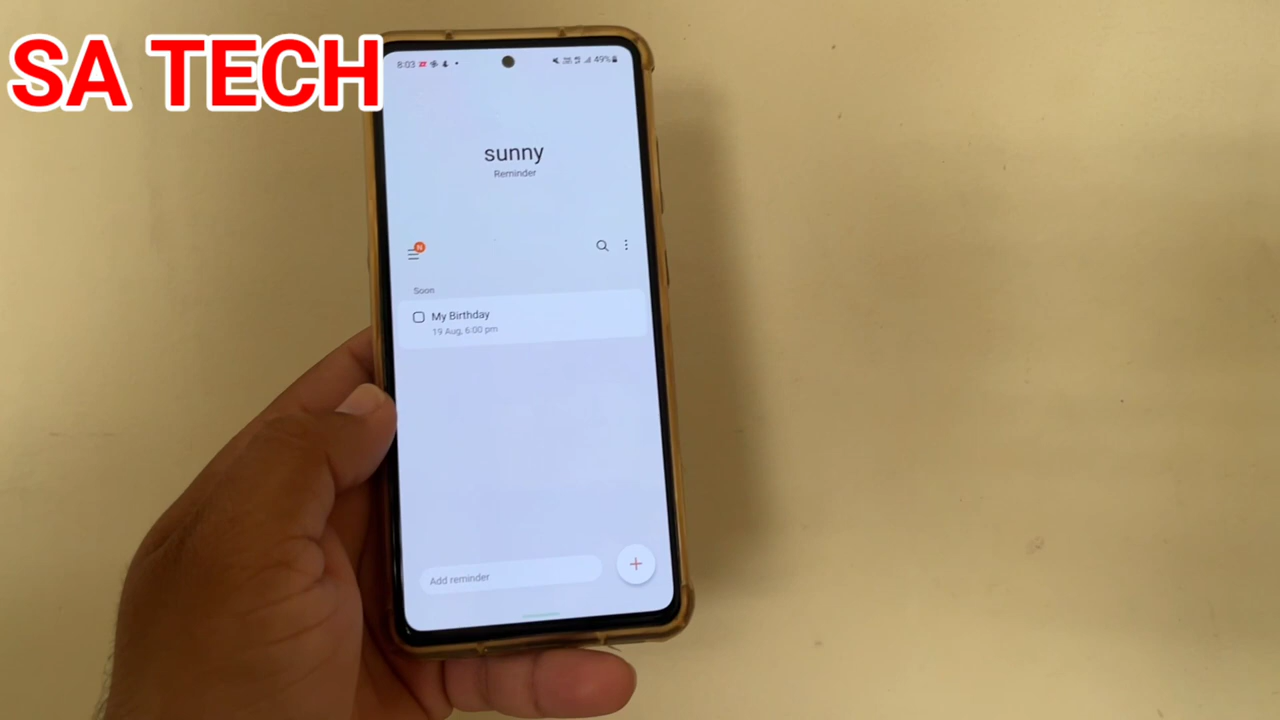 SA TECH
8:03
49%
sunny
Reminder
N
Soon
My Birthday
19 Aug, 6:00 pm
Add reminder